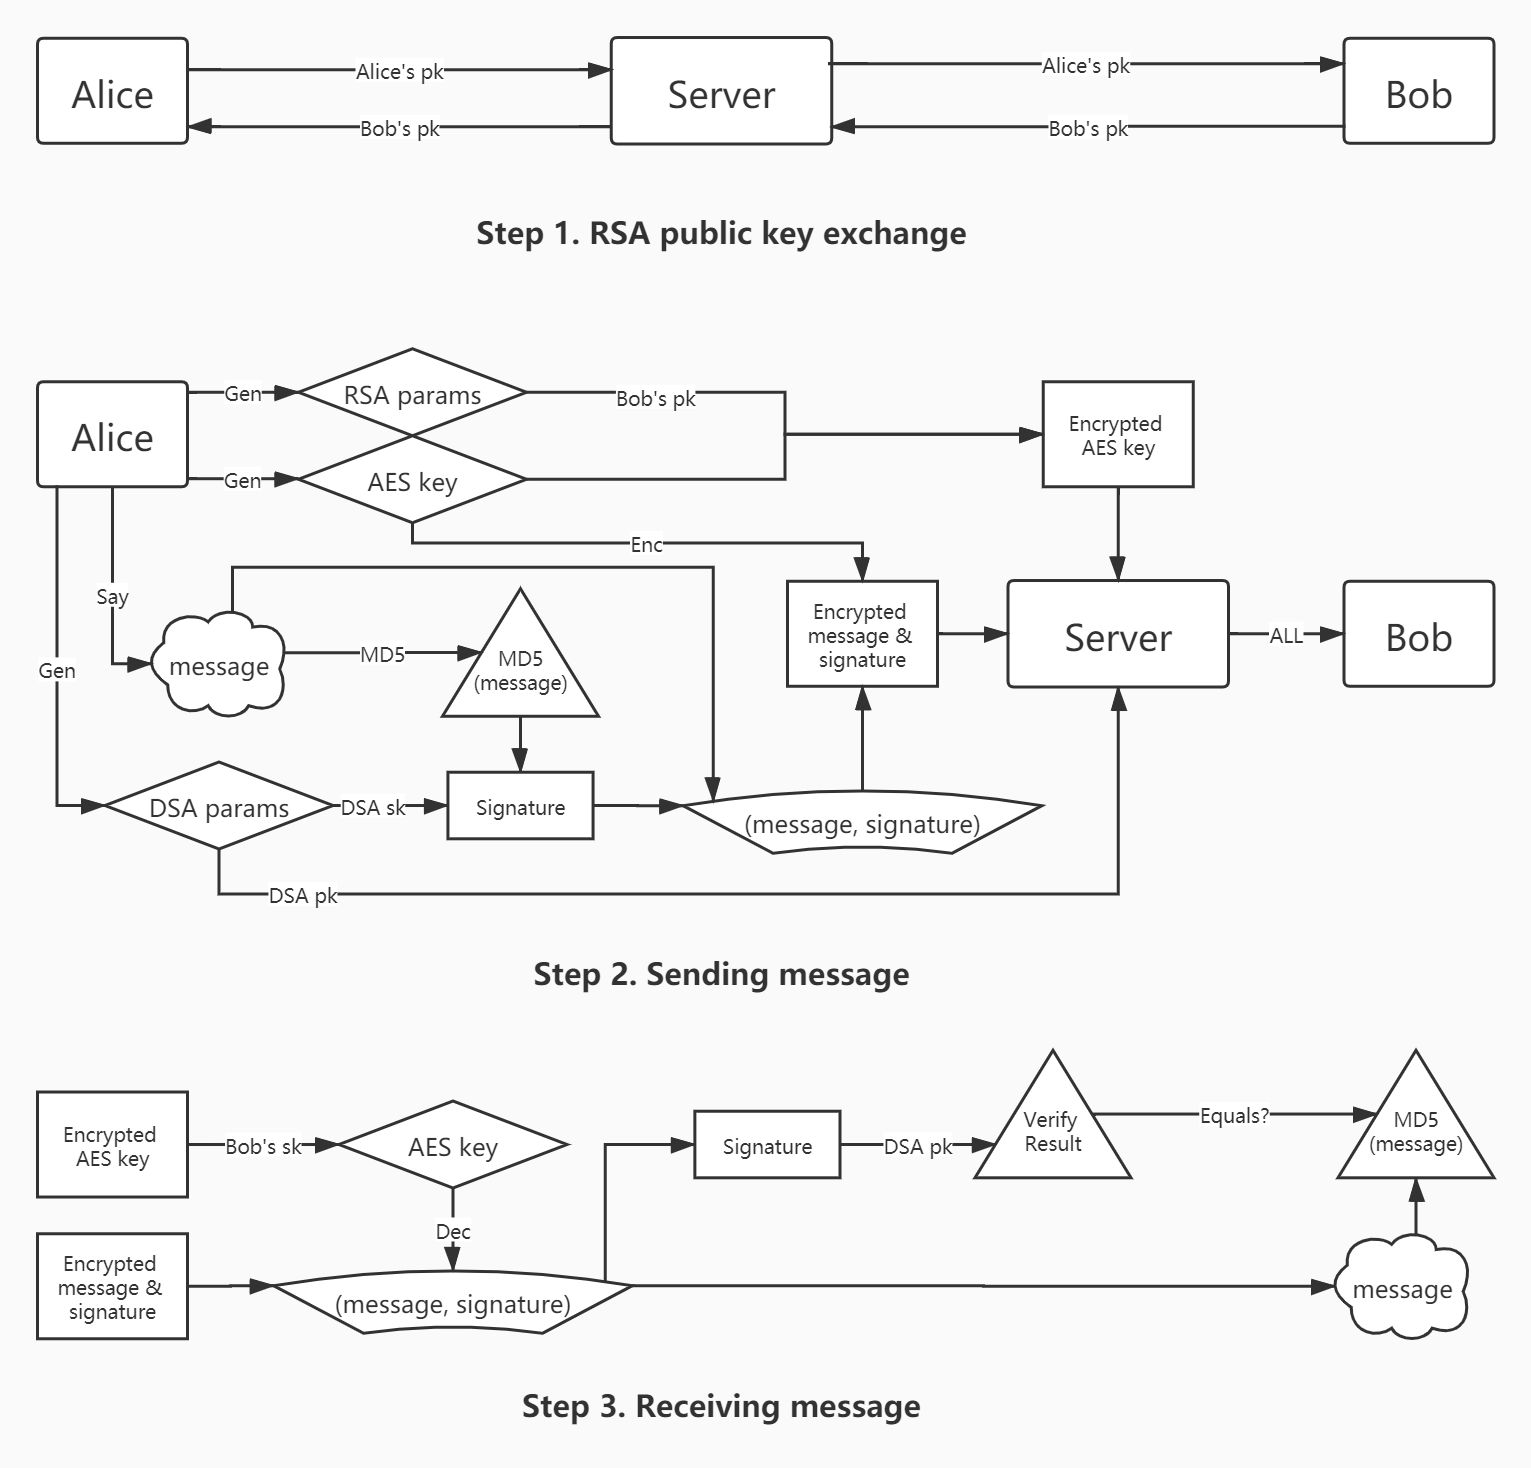 Alice
Alice's pk
Bob's pk
Server
Alice's pk
Bob's pk
Bob
Step 1. RSA public key exchange
Alice
Gen
RSA params
Bob's pk
Gen
AES key
Encrypted
AES key
Enc
Say
message
MD5
MD5
(message)
Encrypted
message &
signature
Server
ALL
Bob
Gen
DSA params
DSA sk
Signature
(message, signature)
DSA pk
Step 2. Sending message
Encrypted
AES key
Bob's sk
AES key
Signature
DSA pk
Verify
Result
Equals?
MD5
(message)
Dec
Encrypted
message &
signature
(message, signature)
message
Step 3. Receiving message